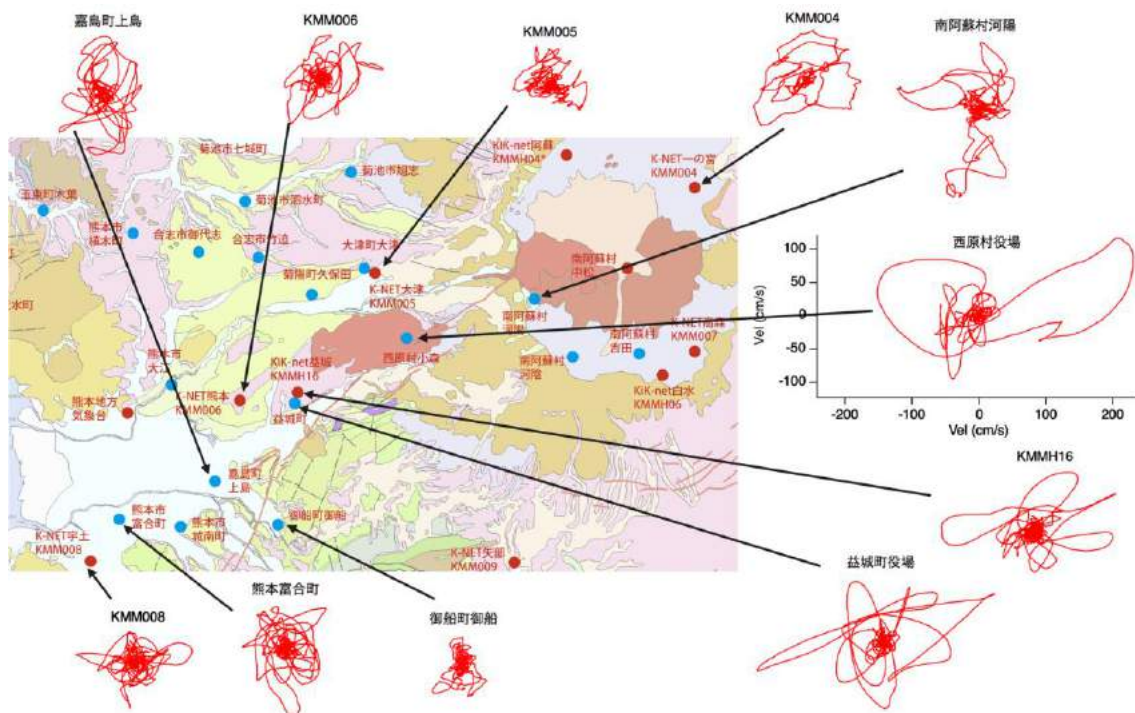 嘉島町上島
KMM006
KMM005
KMM004
南阿蘇村河陽
菊池市七城町
菊池市旭志
KiK-net阿蘇
KMMH04*
K-NET一の宮
KMM004
玉東町木葉
菊池市泗水町
熊本市
植木町
合志市御代志
合志市竹迫
大津町大津
菊陽町久保田
K-NET大津
KMM005
南阿蘇村
中松
南阿蘇村
河陽
南阿蘇村
吉田
K-NET高森
KMM007
西原村小森
南阿蘇村
河陰
KiK-net白水
KMMH06
水町
熊本市
大江
KiK-net益城
KMMH16
K-NET熊本
KMM006
熊本地方
気象台
益城町
嘉島町
上島
熊本市
富合町
熊本市
城南町
御船町御船
K-NET宇土
KMM008
K-NET矢部
KMM009
西原村役場
100
50
0
-50
-100
Vel (cm/s)
-200
-100
0
100
200
Vel (cm/s)
KMMH16
益城町役場
KMM008
熊本富合町
御船町御船